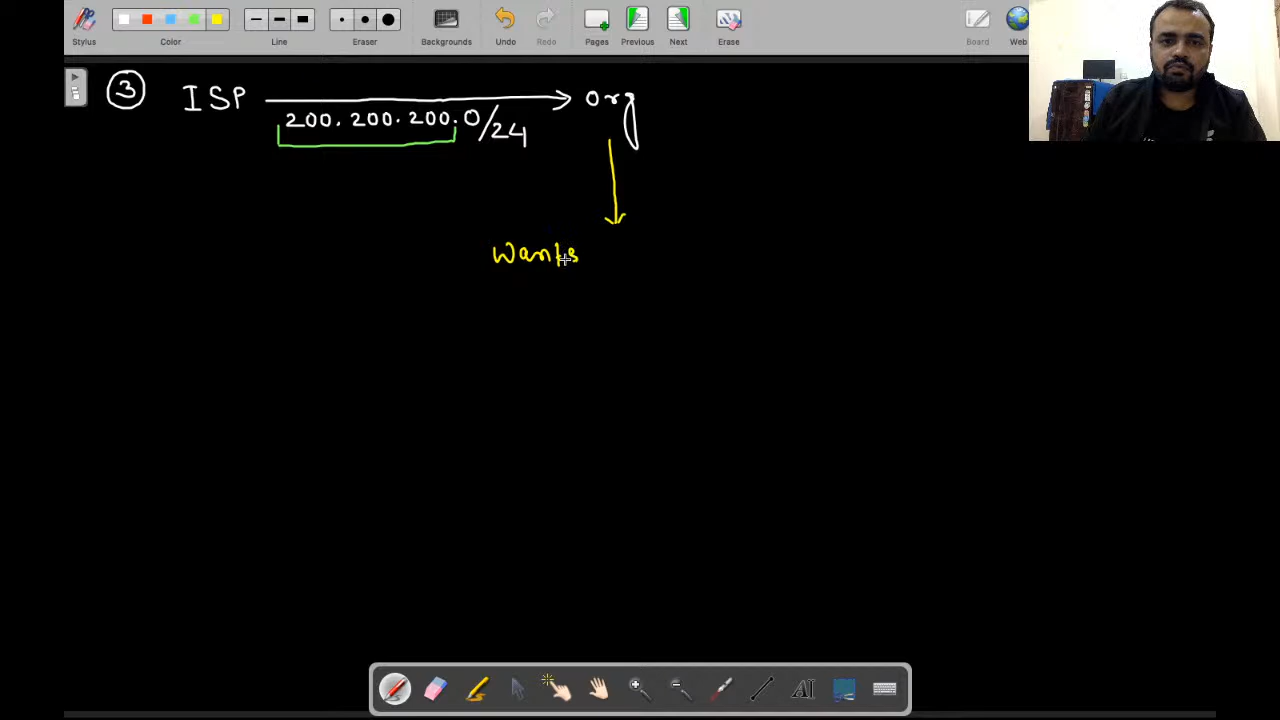 Stylus
Color
Line
Eraser
Backgrounds
Undo
Redo
Pages
Previous
Next
Erase
Board
Web
③ ISP 200.200.200.0/24 org
Wants
AI